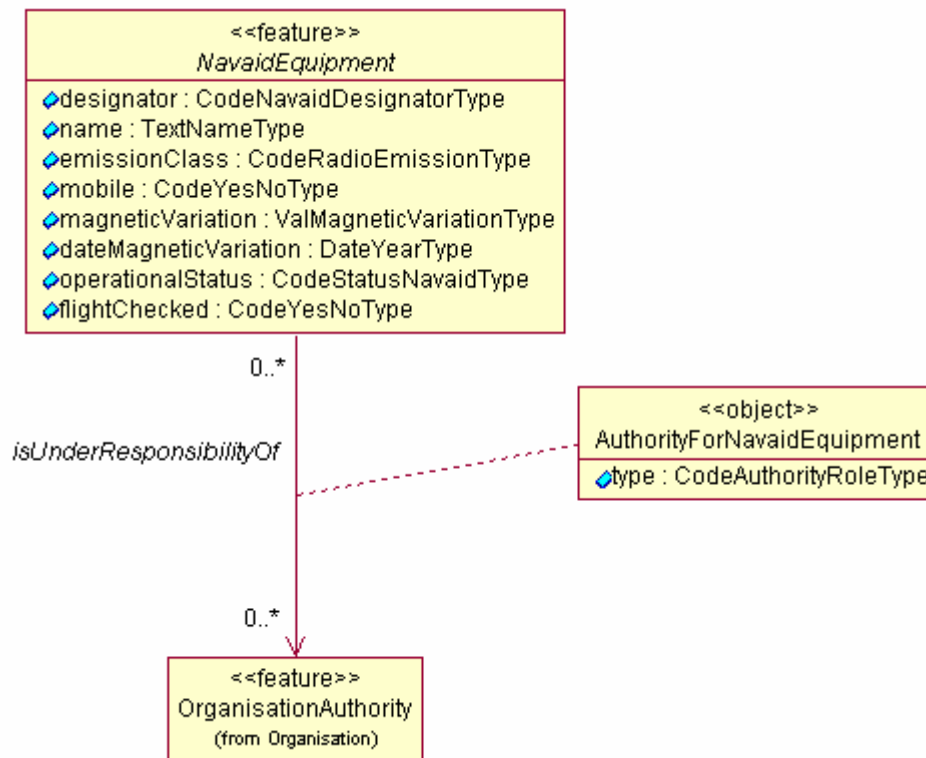 <<feature>>
NavaidEquipment
designator : CodeNavaidDesignatorType
name : TextNameType
emissionClass : CodeRadioEmissionType
mobile : CodeYesNoType
magneticVariation : ValMagneticVariationType
dateMagneticVariation : DateYearType
operationalStatus : CodeStatusNavaidType
flightChecked : CodeYesNoType
0..*
isUnderResponsibilityOf
<<object>>
AuthorityForNavaidEquipment
type : CodeAuthorityRoleType
0..*
<<feature>>
OrganisationAuthority
(from Organisation)